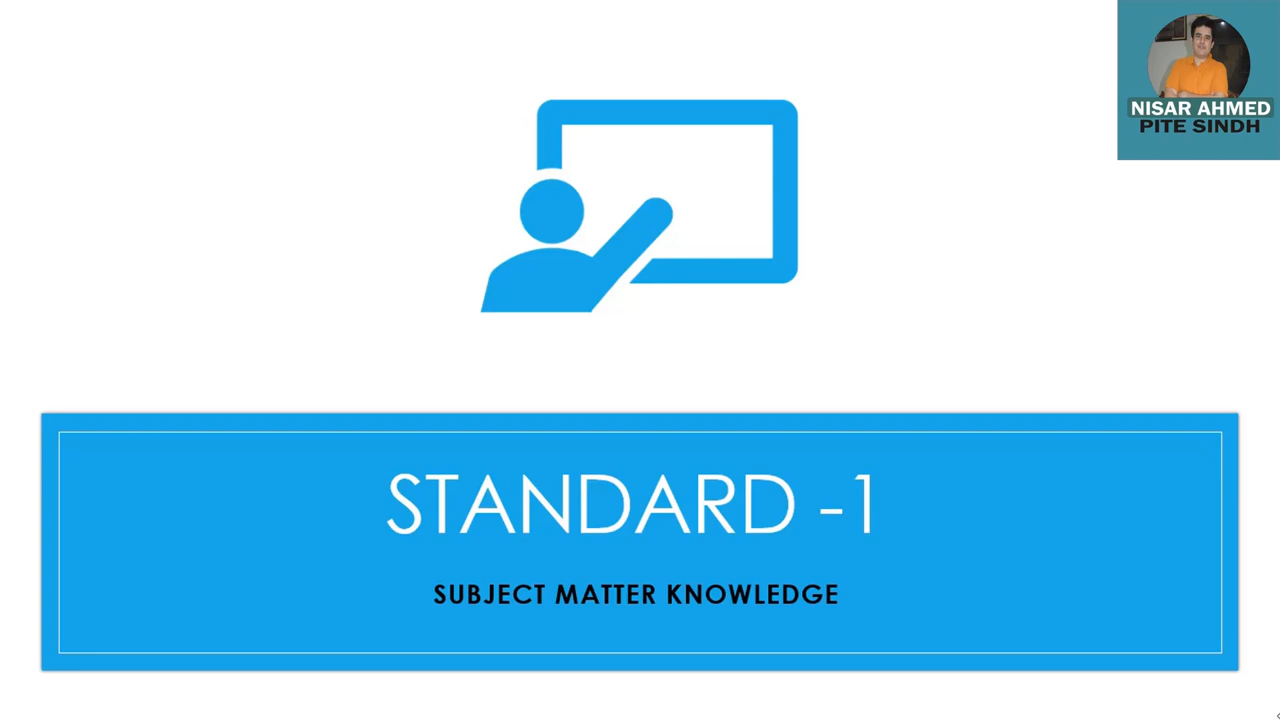 NISAR AHMED
PITE SINDH
STANDARD -1
SUBJECT MATTER KNOWLEDGE